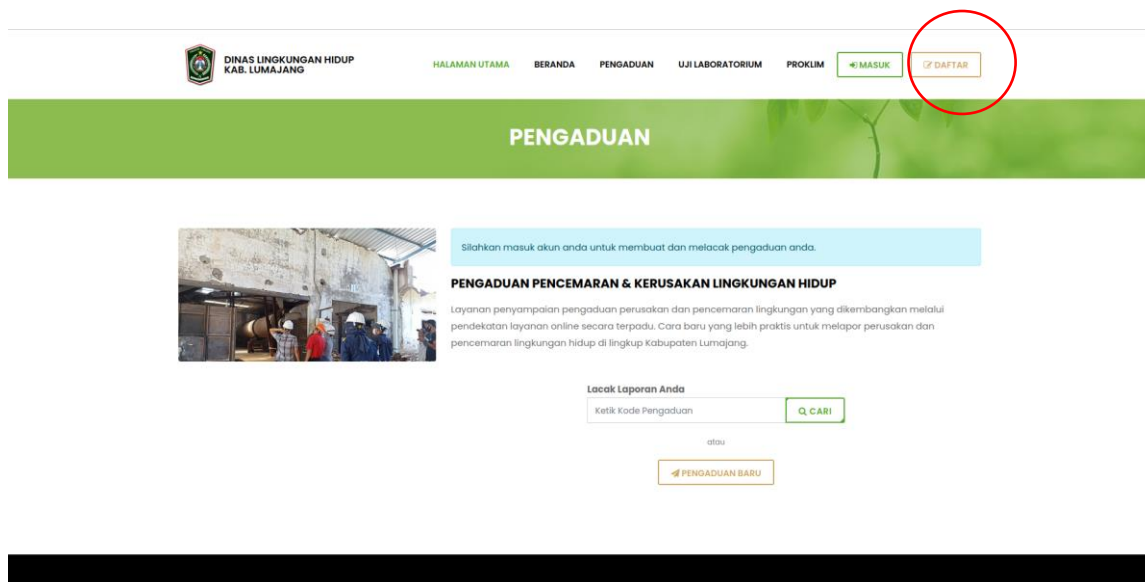 DINAS LINGKUNGAN HIDUP
KAB. LUMAJANG
HALAMAN UTAMA BERANDA PENGADUAN UJI LABORATORIUM PROKLIM MASUK DAFTAR
PENGADUAN
Silahkan masuk akun anda untuk membuat dan melacak pengaduan anda.
PENGADUAN PENCEMARAN & KERUSAKAN LINGKUNGAN HIDUP
Layanan penyampaian pengaduan perusakan dan pencemaran lingkungan yang dikembangkan melalui
pendekatan layanan online secara terpadu. Cara baru yang lebih praktis untuk melapor perusakan dan
pencemaran lingkungan hidup di lingkup Kabupaten Lumajang.
Lacak Laporan Anda
Ketik Kode Pengaduan CARI
atau
PENGADUAN BARU